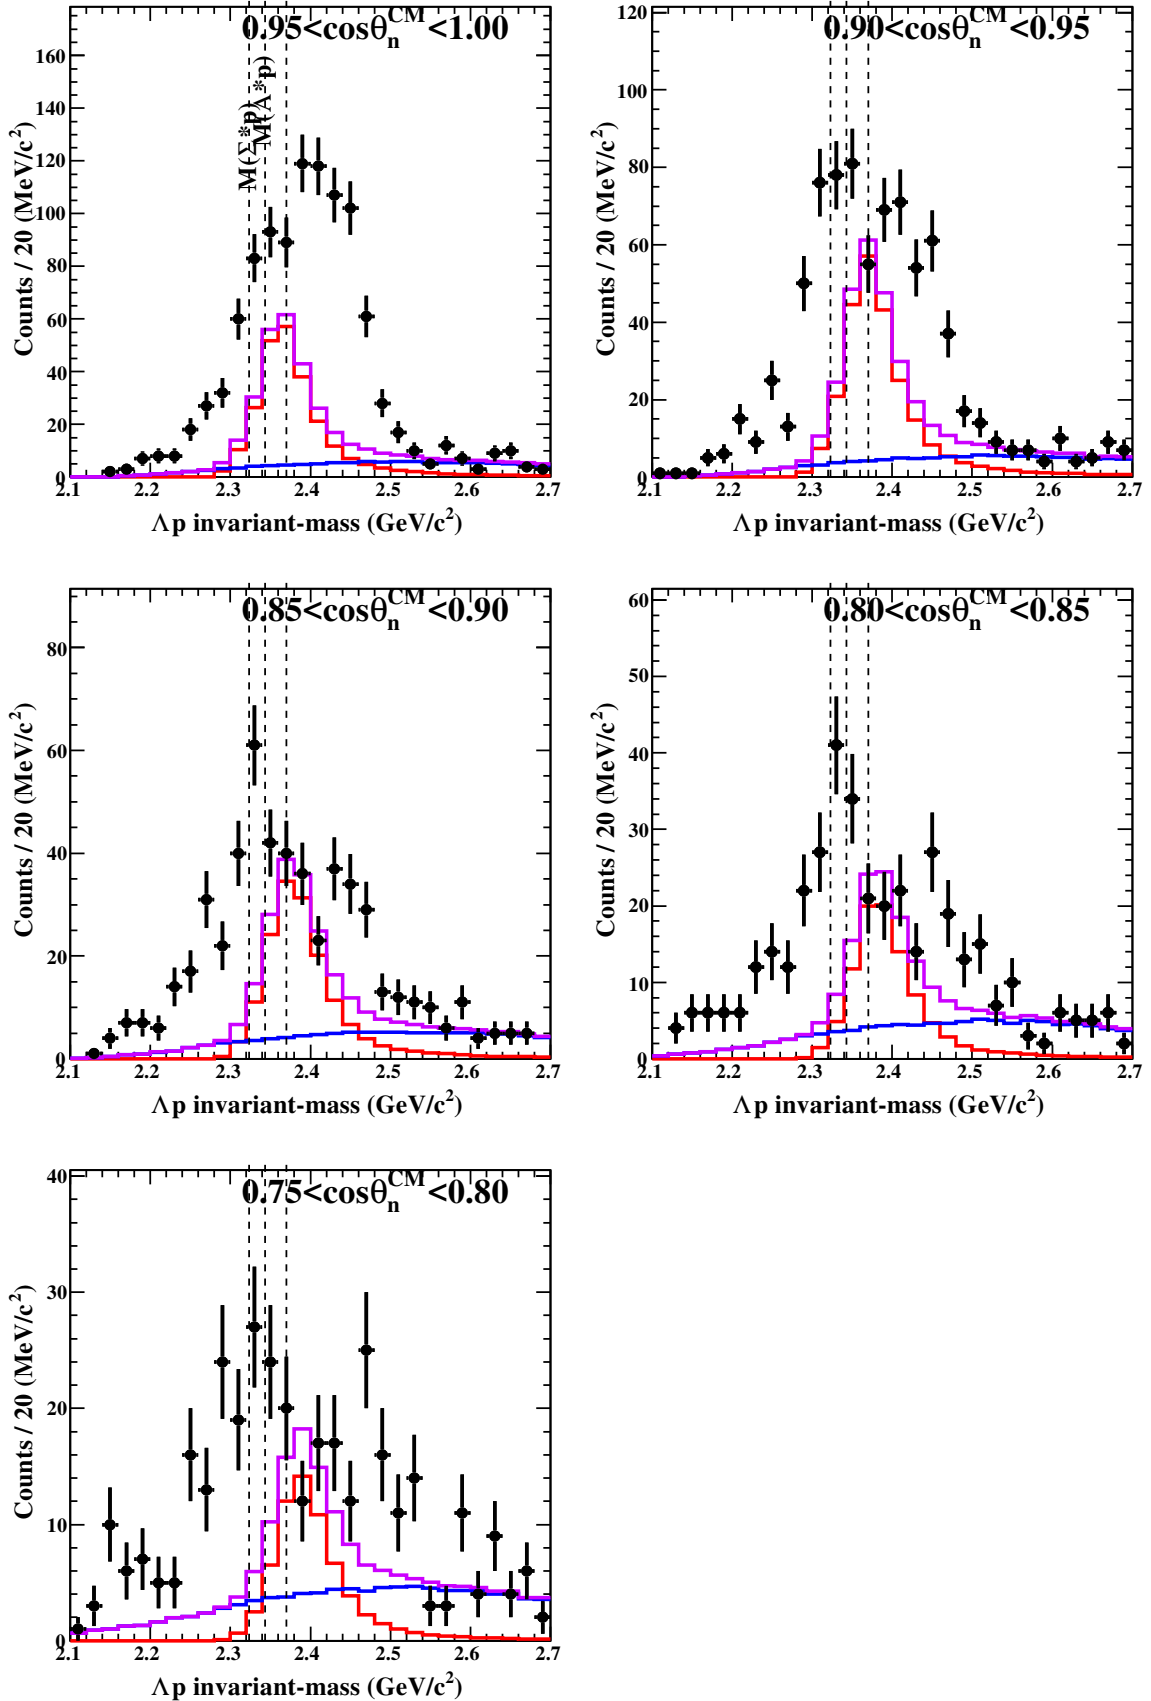 0.95<cosθₙᶜᴹ<1.00
Counts / 20 (MeV/c²)
160
140
120
100
80
60
40
20
0
M(Σ*p)
M(Λ*p)
2.1 2.2 2.3 2.4 2.5 2.6 2.7
Λp invariant-mass (GeV/c²)
0.90<cosθₙᶜᴹ<0.95
Counts / 20 (MeV/c²)
120
100
80
60
40
20
0
2.1 2.2 2.3 2.4 2.5 2.6 2.7
Λp invariant-mass (GeV/c²)
0.85<cosθₙᶜᴹ<0.90
Counts / 20 (MeV/c²)
80
60
40
20
0
2.1 2.2 2.3 2.4 2.5 2.6 2.7
Λp invariant-mass (GeV/c²)
0.80<cosθₙᶜᴹ<0.85
Counts / 20 (MeV/c²)
60
50
40
30
20
10
0
2.1 2.2 2.3 2.4 2.5 2.6 2.7
Λp invariant-mass (GeV/c²)
0.75<cosθₙᶜᴹ<0.80
Counts / 20 (MeV/c²)
40
30
20
10
0
2.1 2.2 2.3 2.4 2.5 2.6 2.7
Λp invariant-mass (GeV/c²)